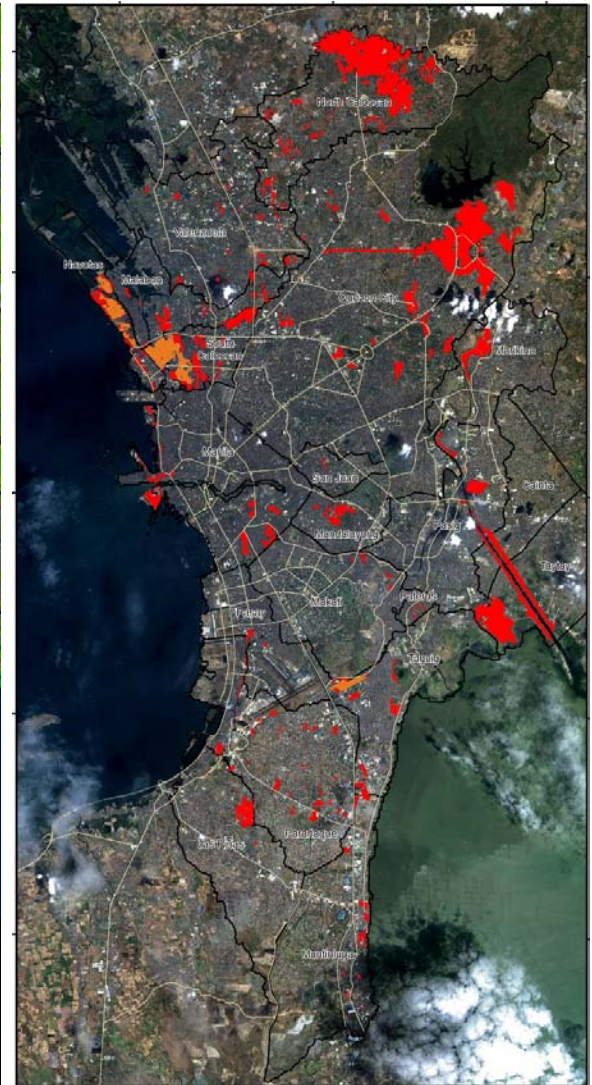 North Caloocan
Valenzuela
Navotas
Malabon
Quezon City
South
Caloocan
Marikina
Manila
San Juan
Cainta
Mandaluyong
Pasig
Taytay
Makati
Pateros
Pasay
Taguig
Parañaque
Las Piñas
Muntinlupa